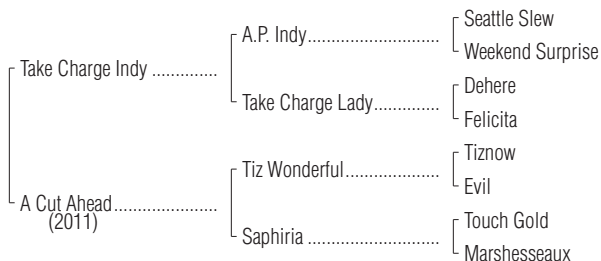 Seattle Slew
A.P. Indy
Weekend Surprise
Take Charge Indy
Dehere
Take Charge Lady
Felicita
Tiznow
Tiz Wonderful
Evil
A Cut Ahead
(2011)
Touch Gold
Saphiria
Marshesseaux